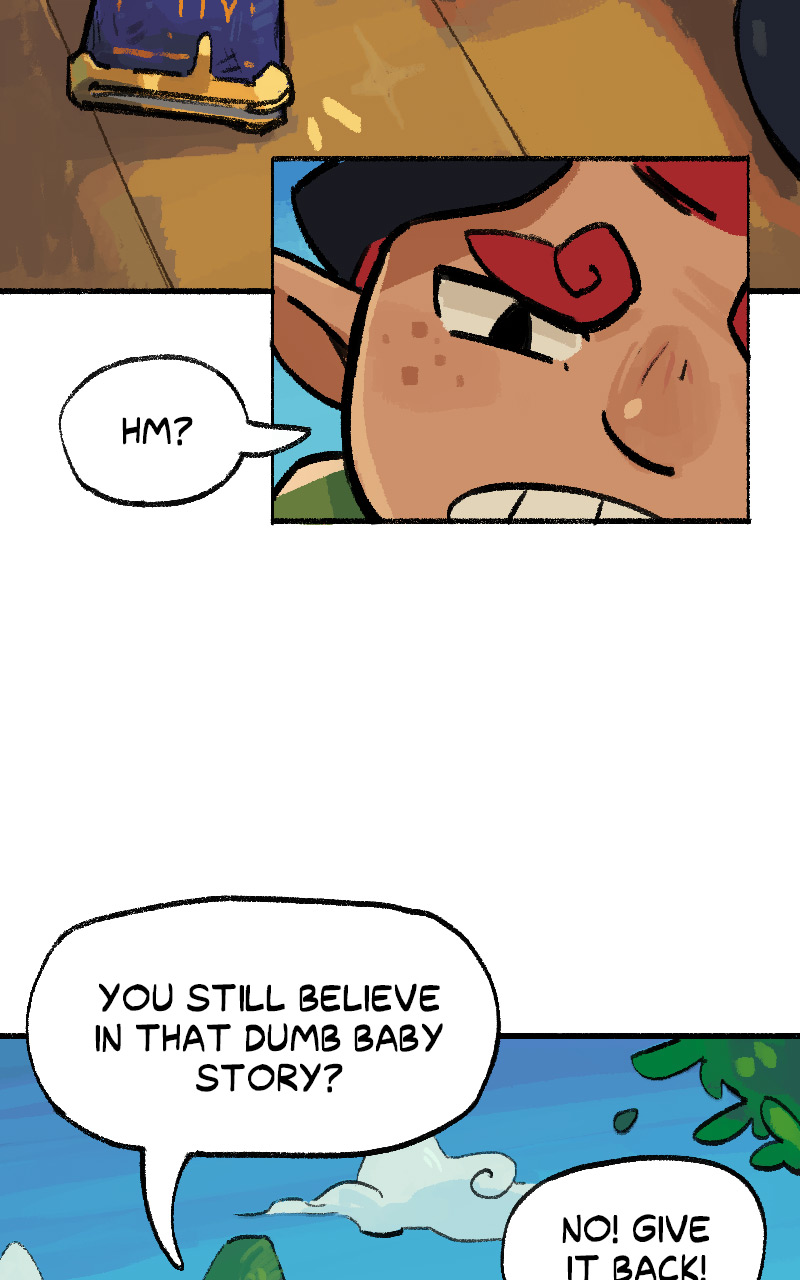 HM?
YOU STILL BELIEVE
IN THAT DUMB BABY
STORY?
NO! GIVE
IT BACK!